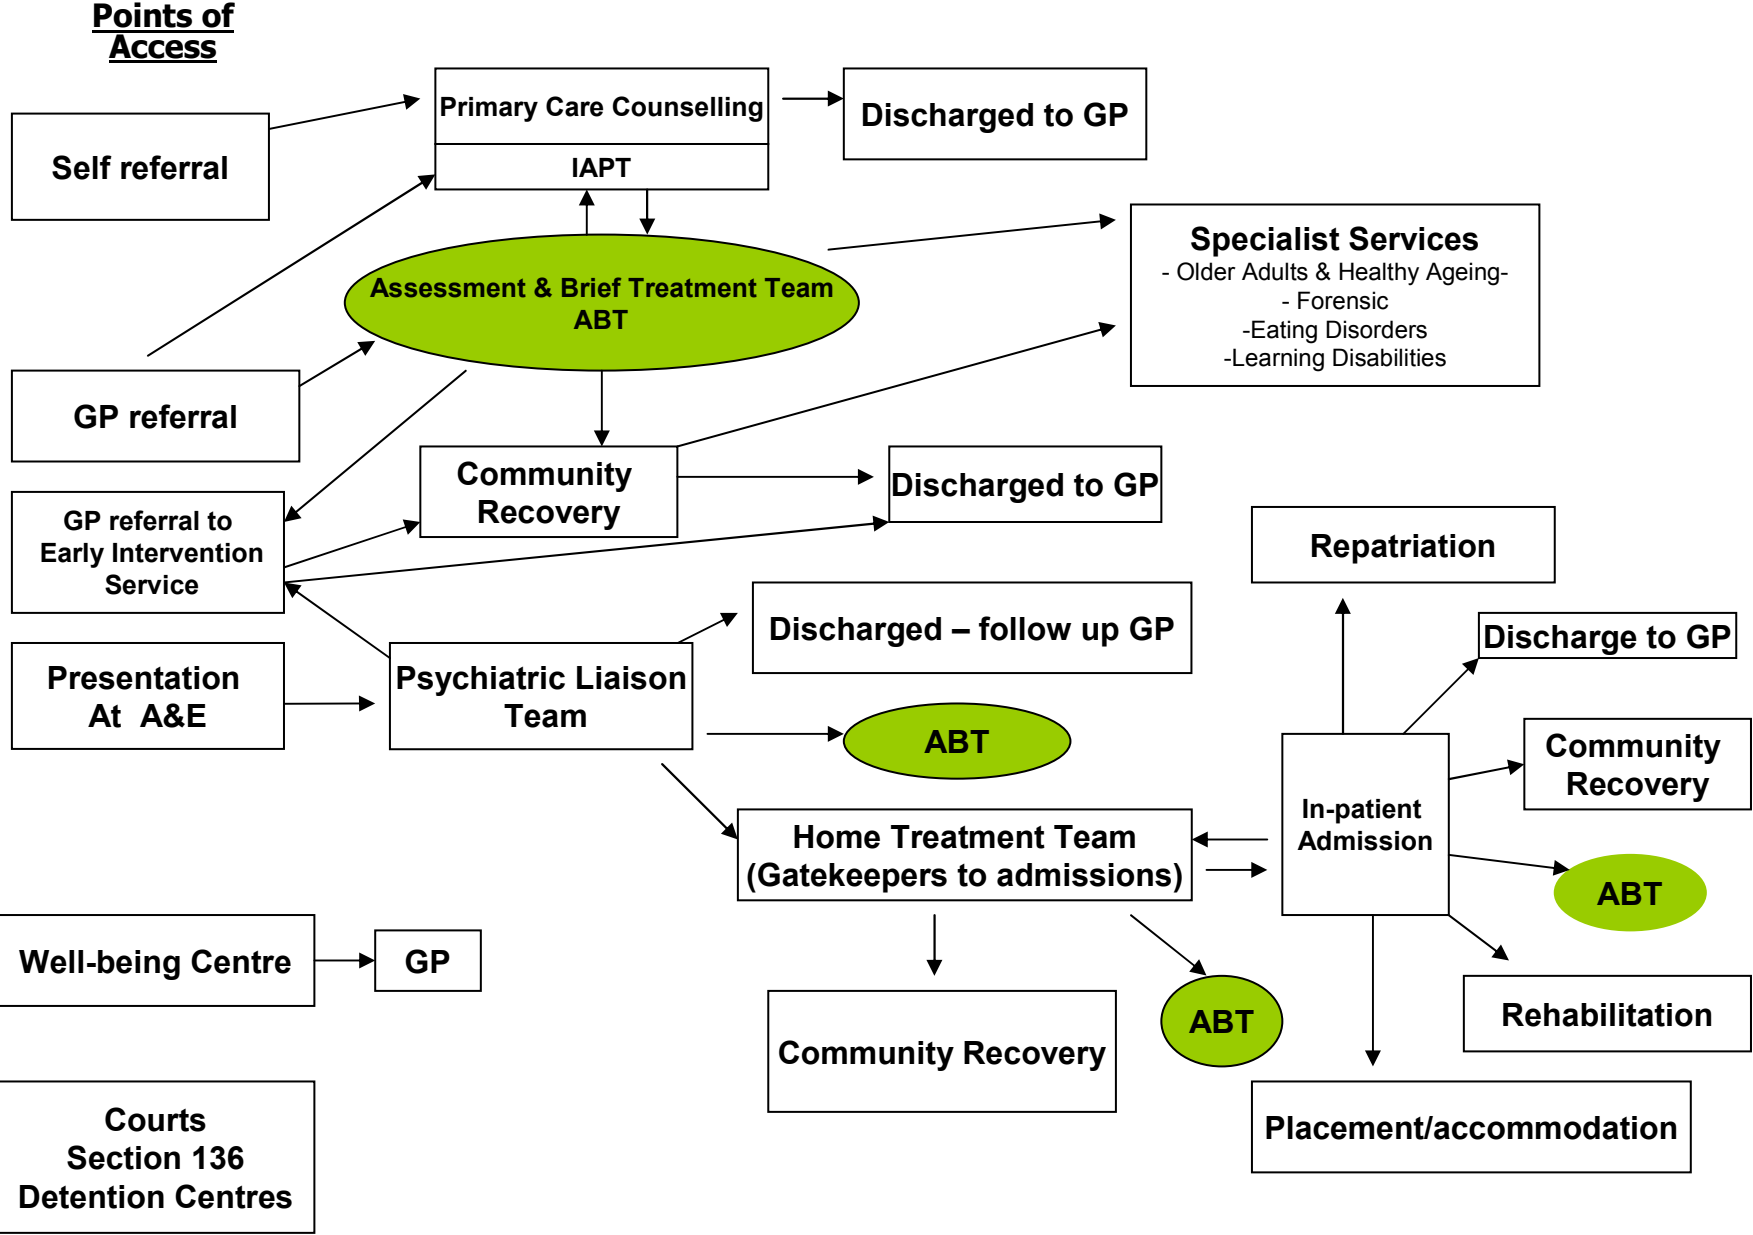 Points of
Access
Primary Care Counselling
IAPT
Discharged to GP
Self referral
Specialist Services
- Older Adults & Healthy Ageing-
- Forensic
-Eating Disorders
-Learning Disabilities
Assessment & Brief Treatment Team
ABT
GP referral
Community
Recovery
Discharged to GP
GP referral to
Early Intervention
Service
Repatriation
Discharged – follow up GP
Discharge to GP
Presentation
At A&E
Psychiatric Liaison
Team
ABT
Community
Recovery
In-patient
Admission
Home Treatment Team
(Gatekeepers to admissions)
ABT
Well-being Centre
GP
Rehabilitation
ABT
Community Recovery
Placement/accommodation
Courts
Section 136
Detention Centres